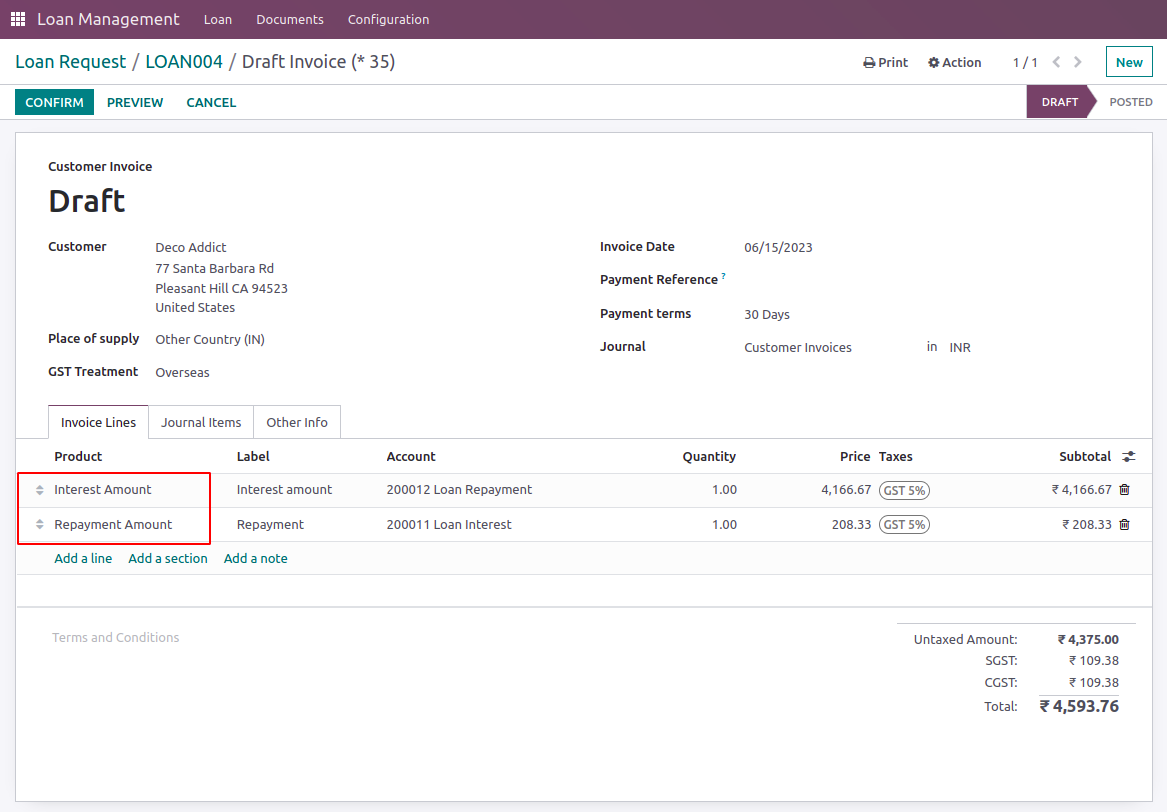 Loan Management Loan Documents Configuration
Loan Request / LOAN004 / Draft Invoice (* 35) Print Action 1 / 1 New
CONFIRM PREVIEW CANCEL DRAFT POSTED
Customer Invoice
Draft
Customer Deco Addict Invoice Date 06/15/2023
77 Santa Barbara Rd
Pleasant Hill CA 94523 Payment Reference ?
United States
Payment terms 30 Days
Place of supply Other Country (IN)
Journal Customer Invoices in INR
GST Treatment Overseas
Invoice Lines Journal Items Other Info
Product Label Account Quantity Price Taxes Subtotal
Interest Amount Interest amount 200012 Loan Repayment 1.00 4,166.67 GST 5% ₹ 4,166.67
Repayment Amount Repayment 200011 Loan Interest 1.00 208.33 GST 5% ₹ 208.33
Add a line Add a section Add a note
Terms and Conditions Untaxed Amount: ₹ 4,375.00
SGST: ₹ 109.38
CGST: ₹ 109.38
Total: ₹ 4,593.76